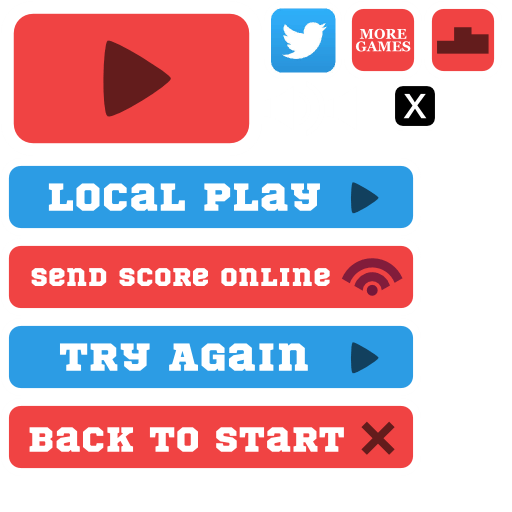 MORE
GAMES
X
LOCAL PLAY
SEND SCORE ONLINE
TRY AGAIN
BACK TO START